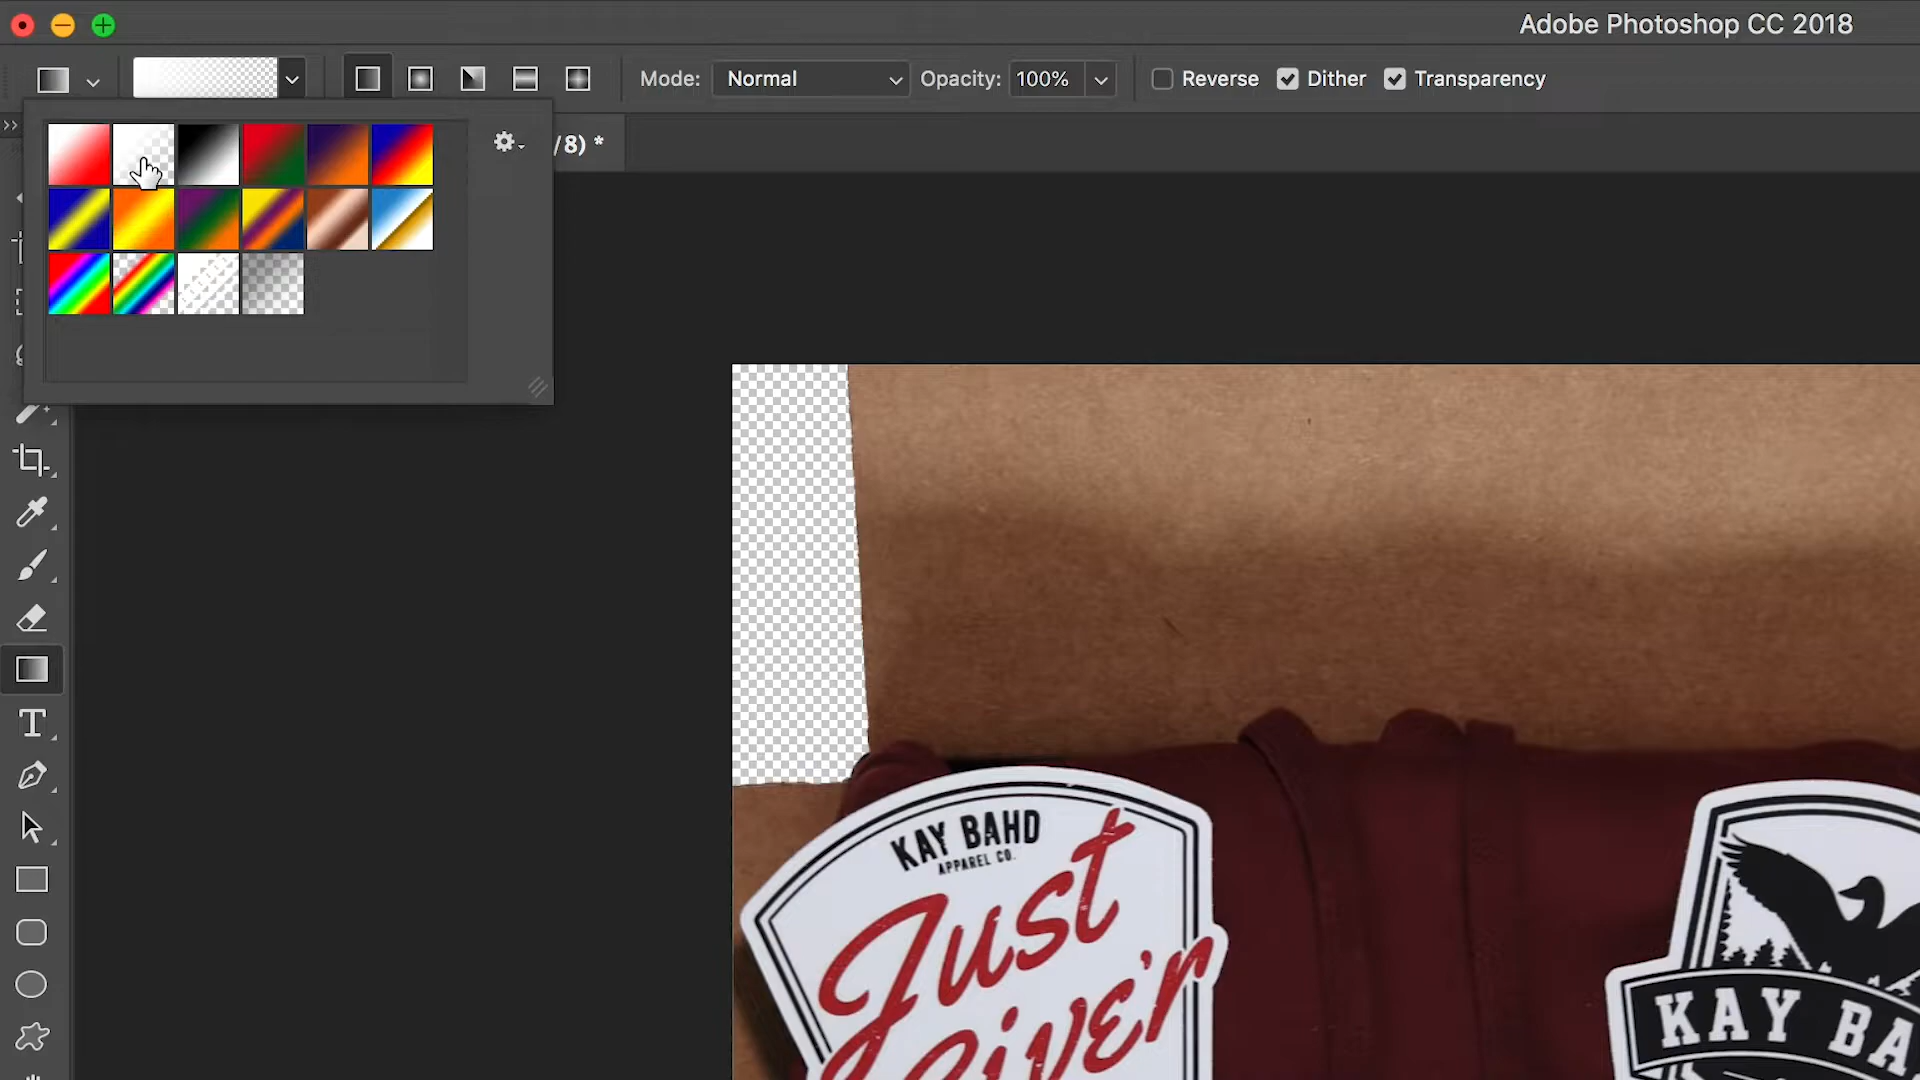 Adobe Photoshop CC 2018
Mode: Normal Opacity: 100% Reverse Dither Transparency
/8) *
T
KAY BAHD
APPAREL CO.
Just
Give'r
KAY BA